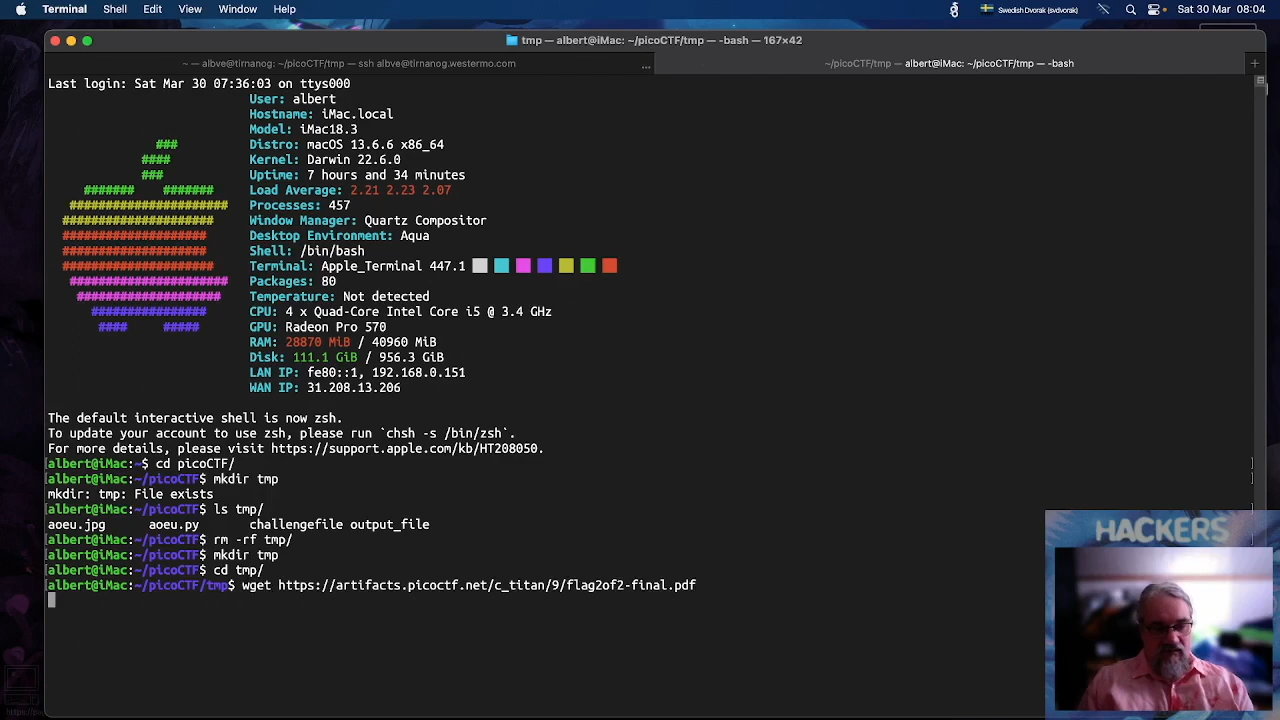 Terminal Shell Edit View Window Help Swedish Dvorak (svdvorak) Sat 30 Mar 08:04
tmp — albert@iMac: ~/picoCTF/tmp — -bash — 167×42
~ — albve@tirnanog: ~/picoCTF/tmp — ssh albve@tirnanog.westermo.com ... ~/picoCTF/tmp — albert@iMac: ~/picoCTF/tmp — -bash +
Last login: Sat Mar 30 07:36:03 on ttys000
User: albert
Hostname: iMac.local
Model: iMac18.3
### Distro: macOS 13.6.6 x86_64
#### Kernel: Darwin 22.6.0
### Uptime: 7 hours and 34 minutes
####### ####### Load Average: 2.21 2.23 2.07
###################### Processes: 457
##################### Window Manager: Quartz Compositor
#################### Desktop Environment: Aqua
#################### Shell: /bin/bash
##################### Terminal: Apple_Terminal 447.1
###################### Packages: 80
#################### Temperature: Not detected
################ CPU: 4 x Quad-Core Intel Core i5 @ 3.4 GHz
#### ##### GPU: Radeon Pro 570
RAM: 28870 MiB / 40960 MiB
Disk: 111.1 GiB / 956.3 GiB
LAN IP: fe80::1, 192.168.0.151
WAN IP: 31.208.13.206
The default interactive shell is now zsh.
To update your account to use zsh, please run `chsh -s /bin/zsh`.
For more details, please visit https://support.apple.com/kb/HT208050.
[albert@iMac:~$ cd picoCTF/ ]
[albert@iMac:~/picoCTF$ mkdir tmp ]
mkdir: tmp: File exists
[albert@iMac:~/picoCTF$ ls tmp/ ]
aoeu.jpg aoeu.py challengefile output_file
[albert@iMac:~/picoCTF$ rm -rf tmp/
[albert@iMac:~/picoCTF$ mkdir tmp
[albert@iMac:~/picoCTF$ cd tmp/
[albert@iMac:~/picoCTF/tmp$ wget https://artifacts.picoctf.net/c_titan/9/flag2of2-final.pdf
HACKERS